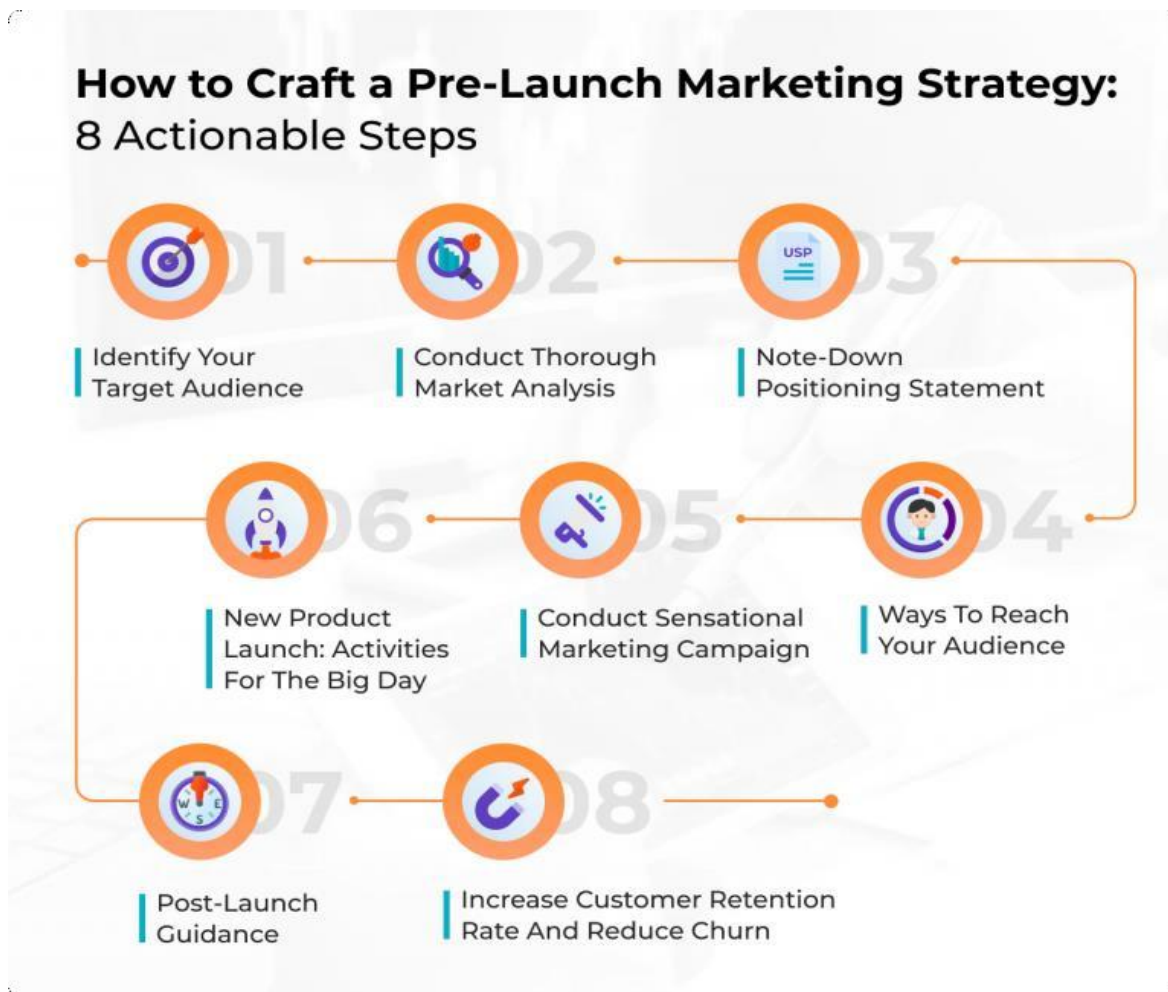 How to Craft a Pre-Launch Marketing Strategy:
8 Actionable Steps
01
Identify Your
Target Audience
02
Conduct Thorough
Market Analysis
USP
03
Note-Down
Positioning Statement
04
Ways To Reach
Your Audience
05
Conduct Sensational
Marketing Campaign
06
New Product
Launch: Activities
For The Big Day
W E
S
07
Post-Launch
Guidance
08
Increase Customer Retention
Rate And Reduce Churn